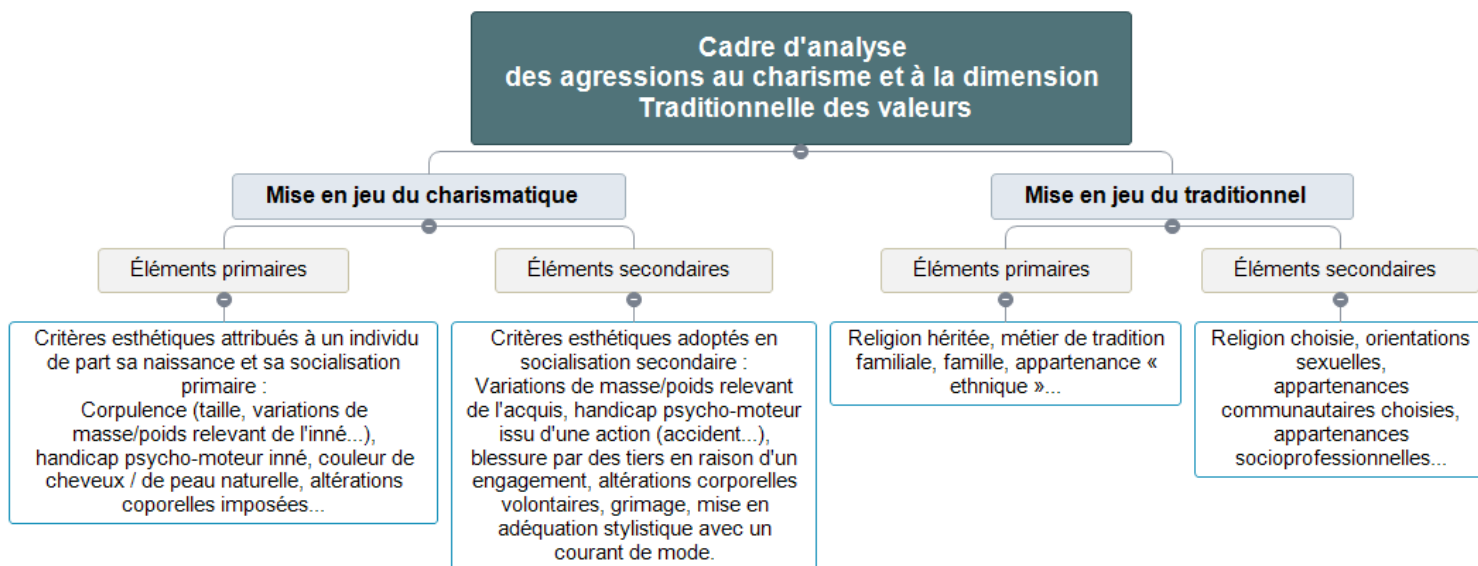 Cadre d'analyse
des agressions au charisme et à la dimension
Traditionnelle des valeurs
Mise en jeu du charismatique
Mise en jeu du traditionnel
Éléments primaires
Éléments secondaires
Éléments primaires
Éléments secondaires
Critères esthétiques attribués à un individu
de part sa naissance et sa socialisation
primaire :
Corpulence (taille, variations de
masse/poids relevant de l'inné...),
handicap psycho-moteur inné, couleur de
cheveux / de peau naturelle, altérations
coporelles imposées...
Critères esthétiques adoptés en
socialisation secondaire :
Variations de masse/poids relevant
de l'acquis, handicap psycho-moteur
issu d'une action (accident...),
blessure par des tiers en raison d'un
engagement, altérations corporelles
volontaires, grimage, mise en
adéquation stylistique avec un
courant de mode.
Religion héritée, métier de tradition
familiale, famille, appartenance «
ethnique »...
Religion choisie, orientations
sexuelles,
appartenances
communautaires choisies,
appartenances
socioprofessionnelles...